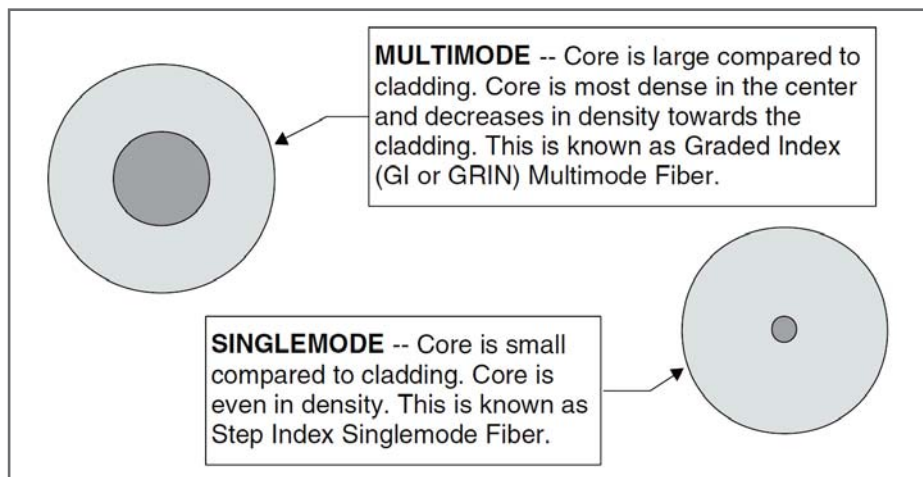 MULTIMODE -- Core is large compared to
cladding. Core is most dense in the center
and decreases in density towards the
cladding. This is known as Graded Index
(GI or GRIN) Multimode Fiber.
SINGLEMODE -- Core is small
compared to cladding. Core is
even in density. This is known as
Step Index Singlemode Fiber.